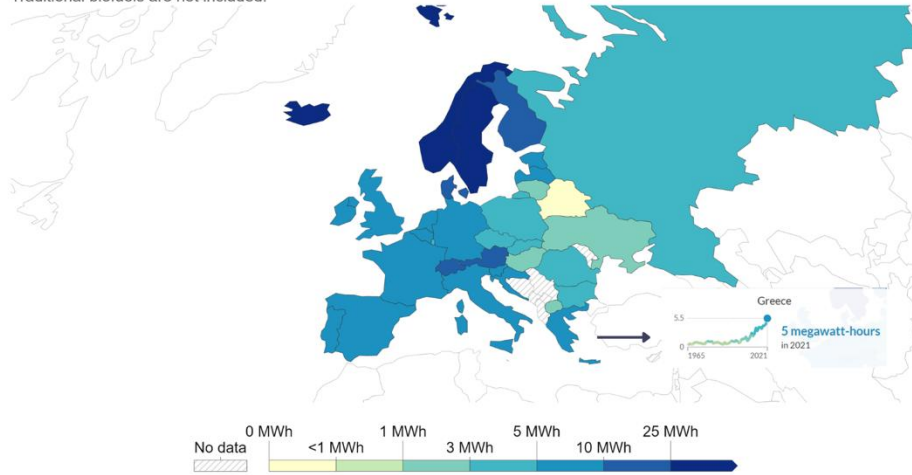 Traditional biofuels are not included.
Greece
5.5
5 megawatt-hours
in 2021
0
1965
2021
0 MWh
1 MWh
5 MWh
25 MWh
No data
<1 MWh
3 MWh
10 MWh